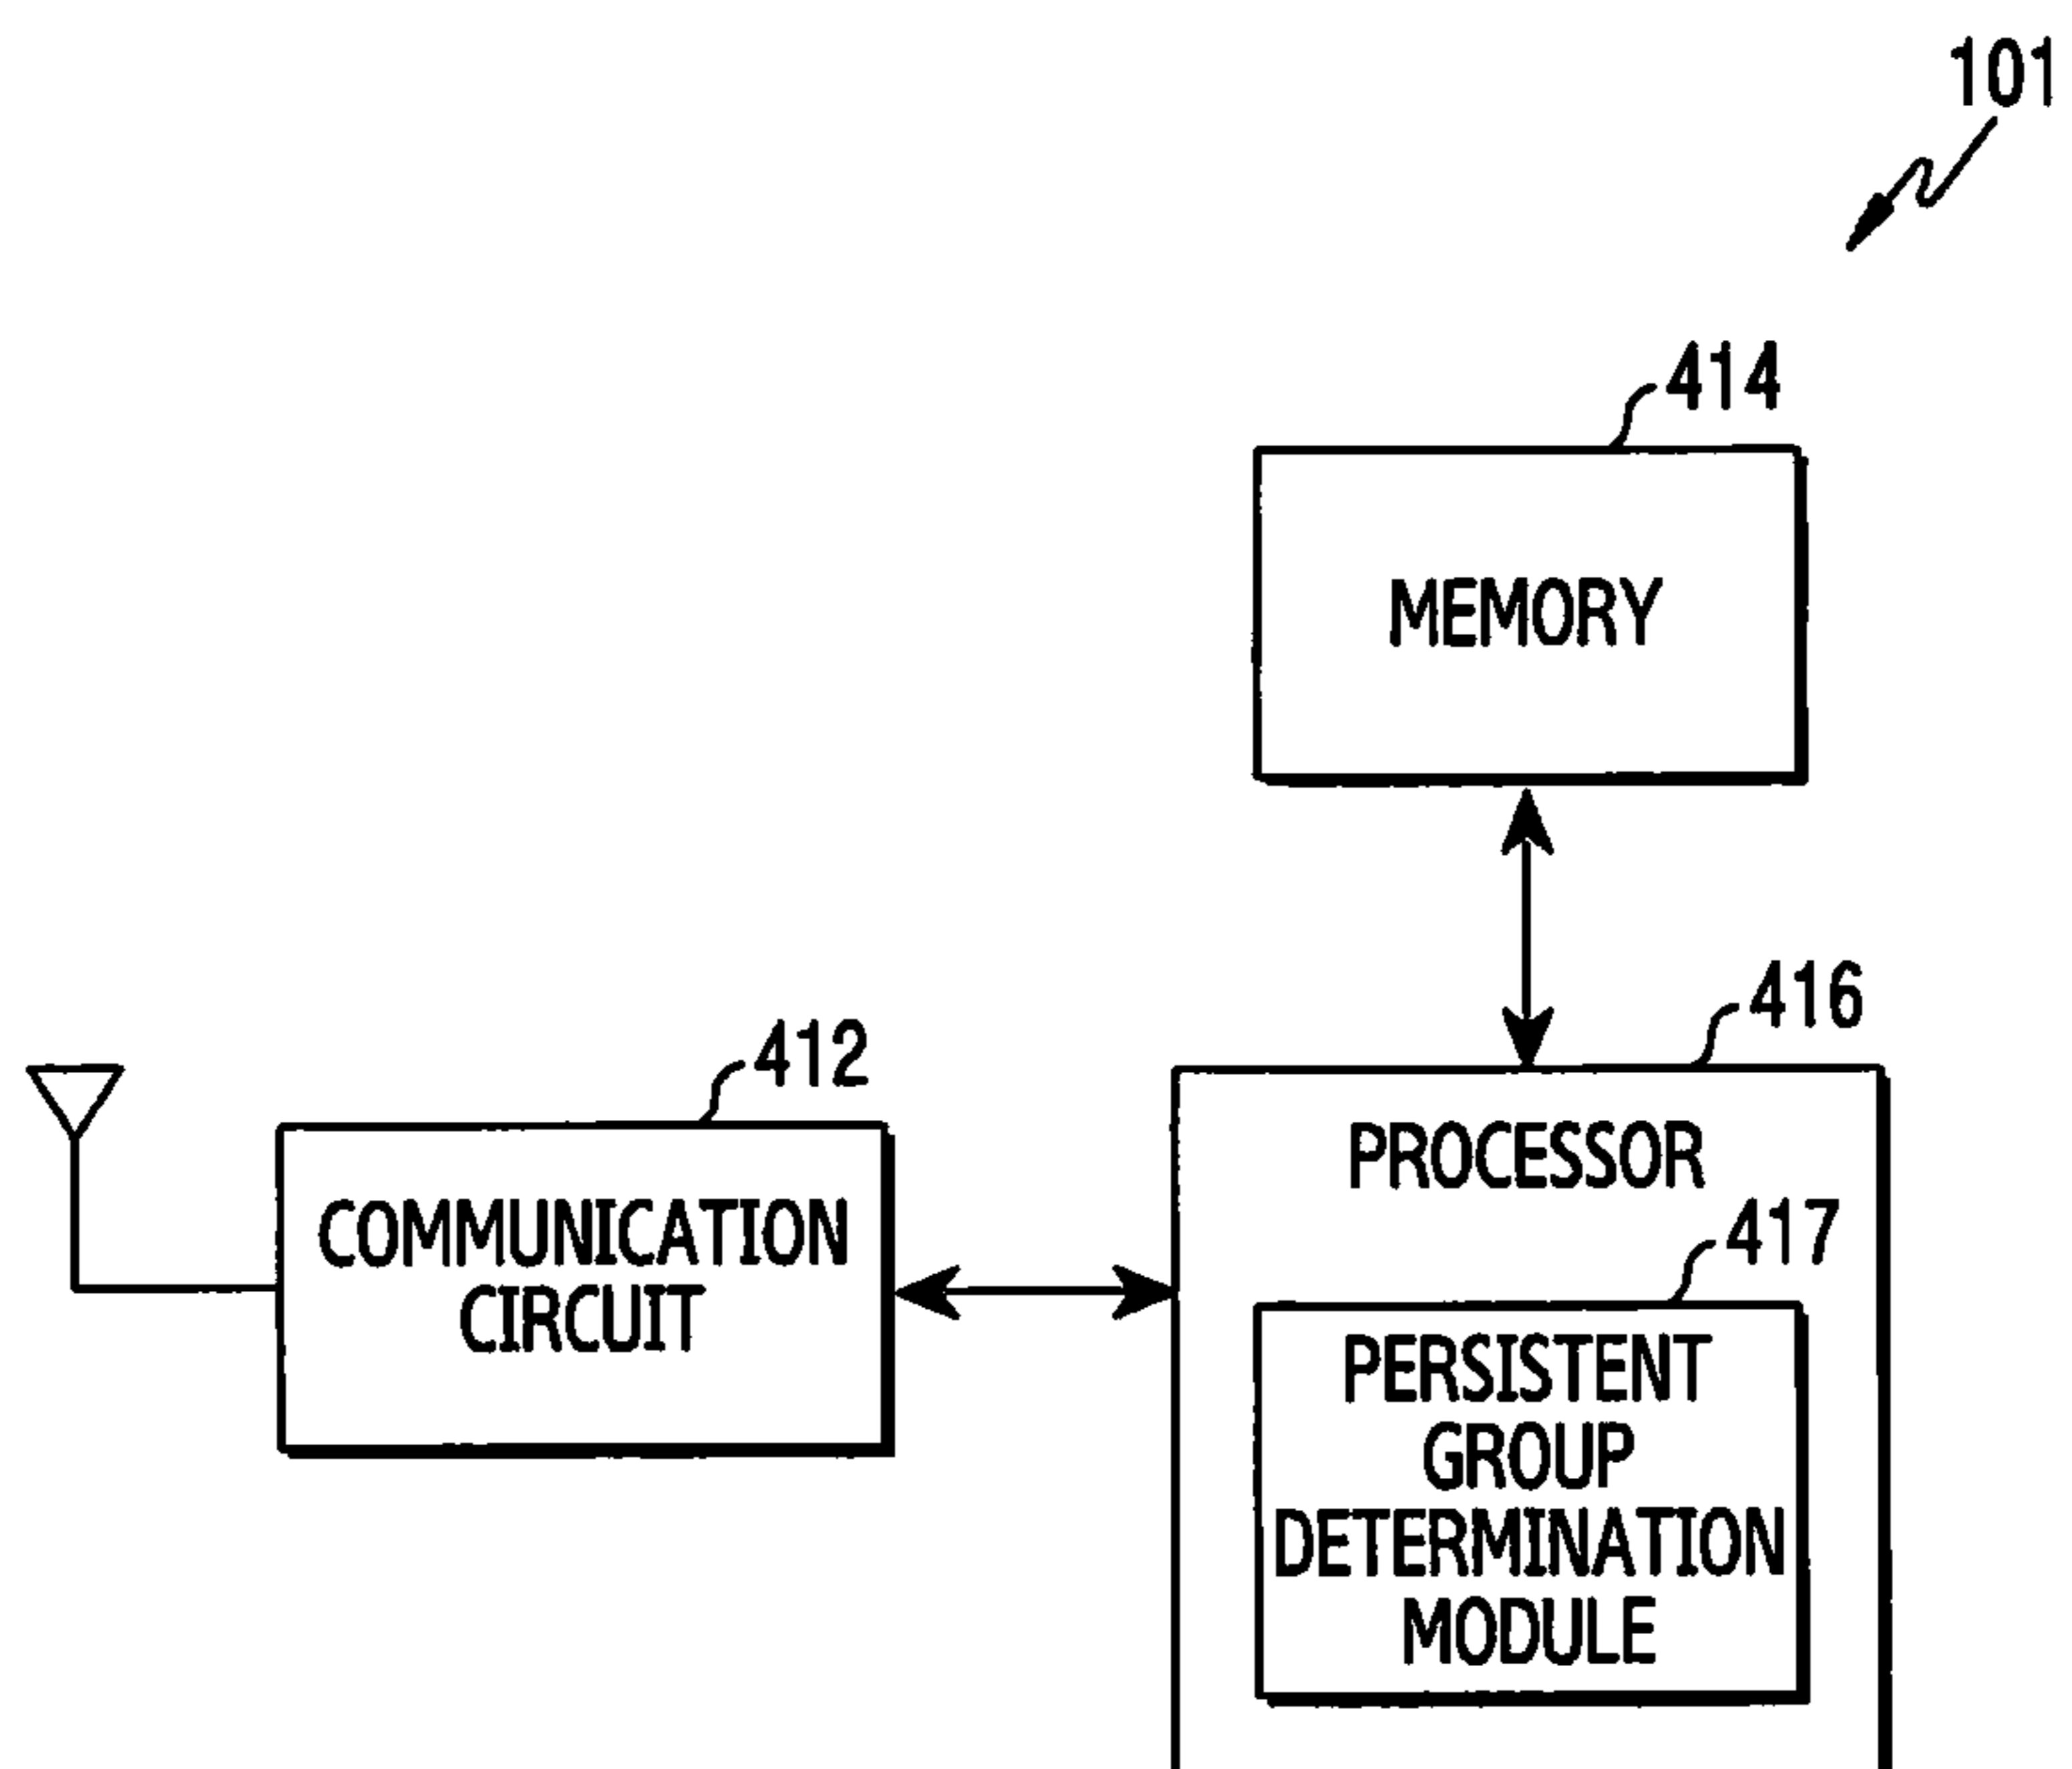 101
414
MEMORY
416
412
PROCESSOR
COMMUNICATION
CIRCUIT
417
PERSISTENT
GROUP
DETERMINATION
MODULE